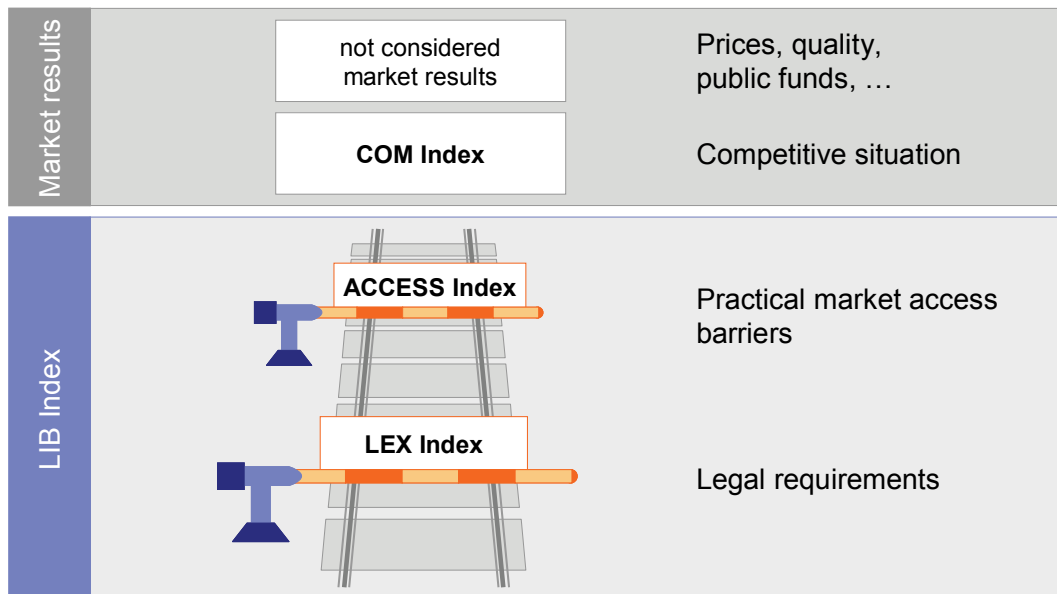 Market results
not considered
market results
Prices, quality,
public funds, …
COM Index
Competitive situation
LIB Index
ACCESS Index
Practical market access
barriers
LEX Index
Legal requirements